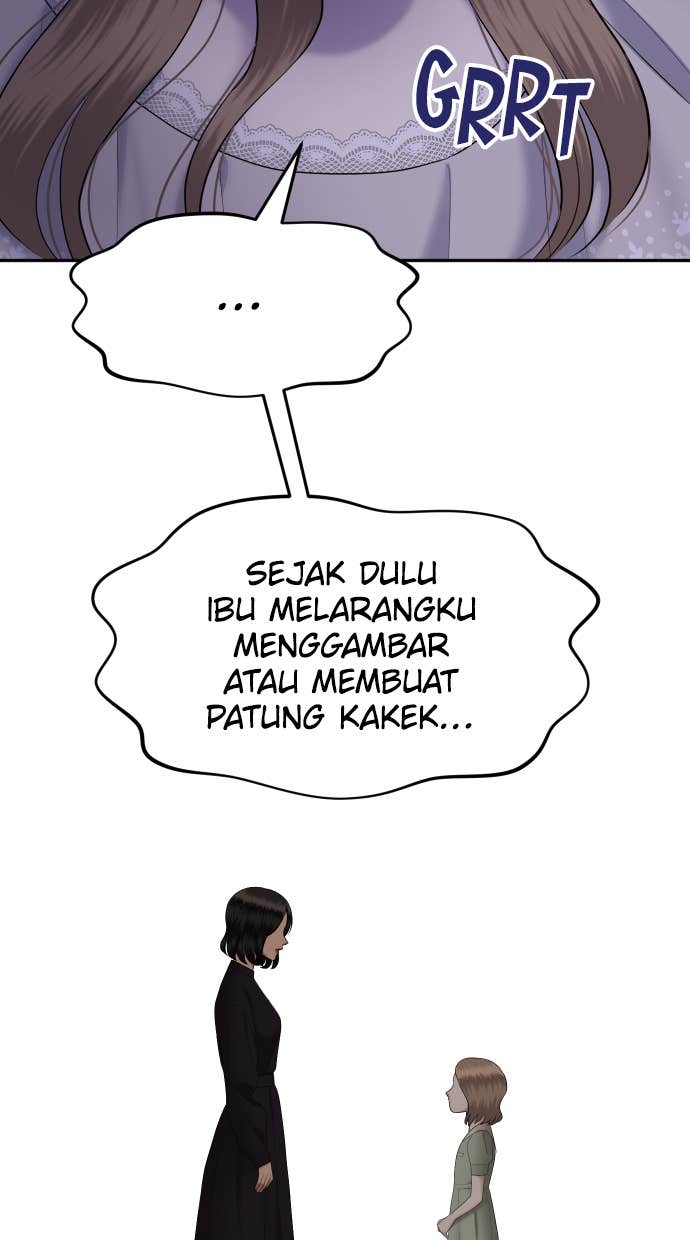 GRRT
...
SEJAK DULU
IBU MELARANGKU
MENGGAMBAR
ATAU MEMBUAT
PATUNG KAKEK...